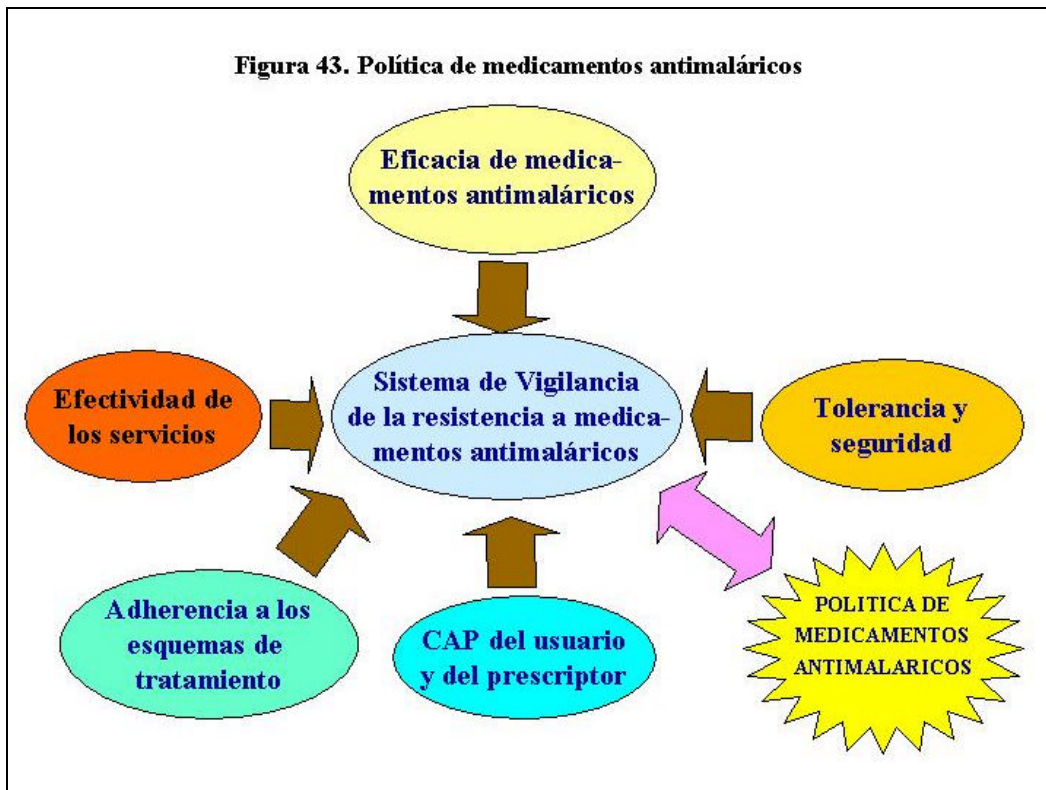 Figura 43. Política de medicamentos antimaláricos
Eficacia de medica-
mentos antimaláricos
Efectividad de
los servicios
Sistema de Vigilancia
de la resistencia a medica-
mentos antimaláricos
Tolerancia y
seguridad
Adherencia a los
esquemas de
tratamiento
CAP del usuario
y del prescriptor
POLITICA DE
MEDICAMENTOS
ANTIMALARICOS